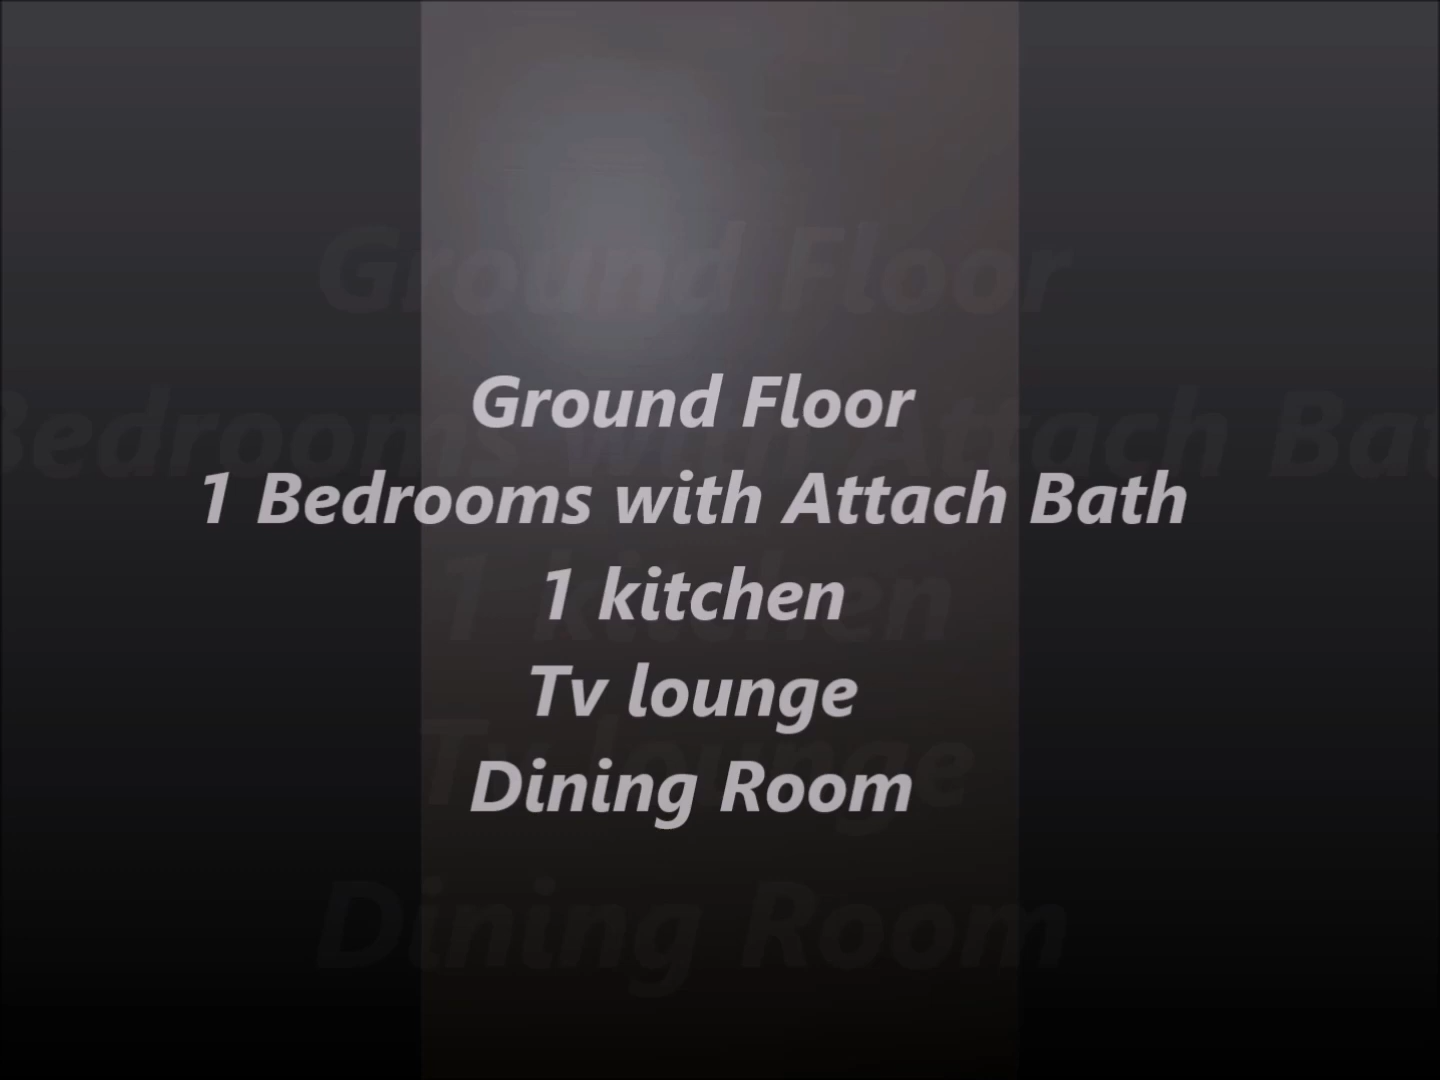 Ground Floor
1 Bedrooms with Attach Bath
1 kitchen
Tv lounge
Dining Room